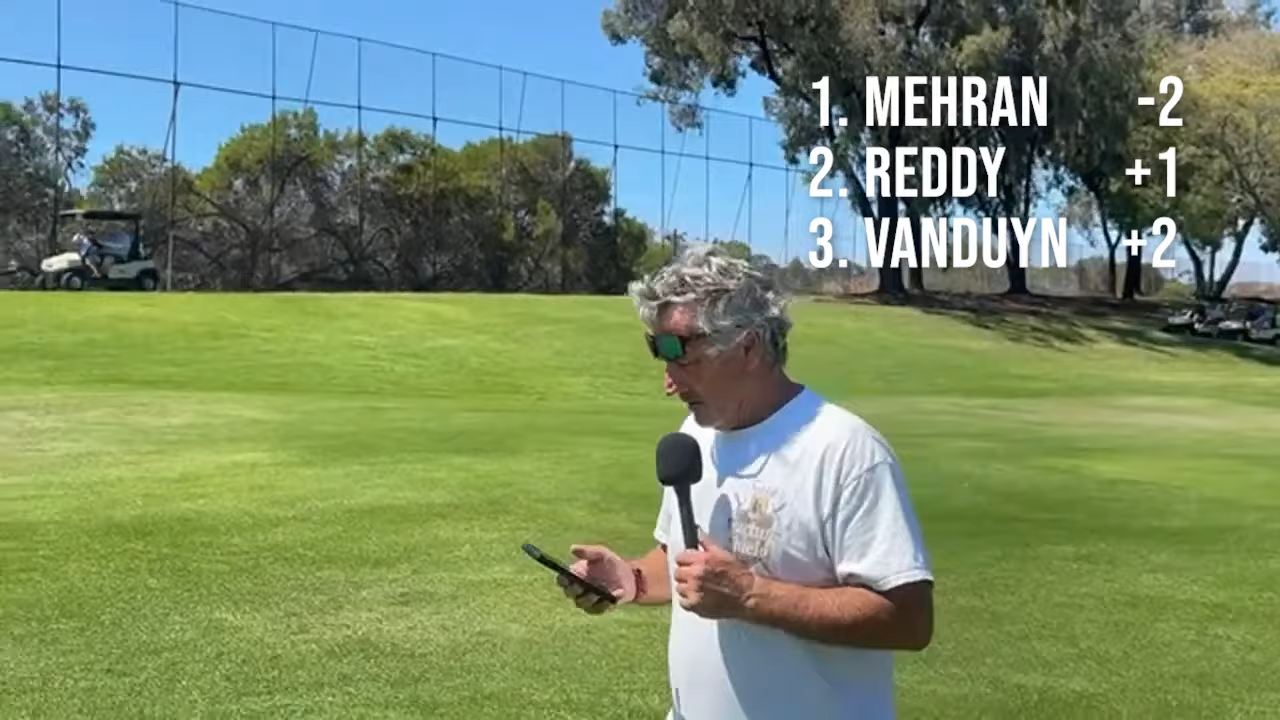 1. MEHRAN -2
2. REDDY +1
3. VANDUYN +2